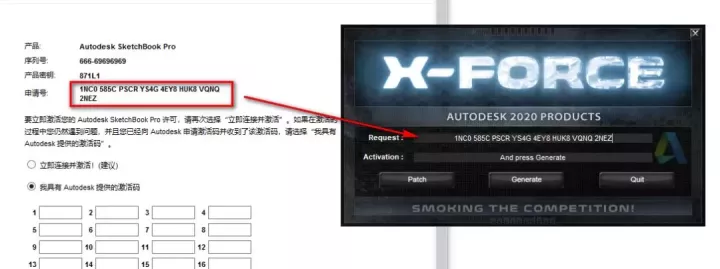 产品: Autodesk SketchBook Pro
序列号: 666-69696969
产品密钥: 871L1
申请号: 1NC0 585C PSCR YS4G 4EY8 HUK8 VQNQ
2NEZ
要立即激活您的 Autodesk SketchBook Pro 许可，请再次选择“立即连接并激活”。如果在激活的
过程中您仍然遇到问题，并且您已经向 Autodesk 申请激活码并收到了该激活码，请选择“我具有
Autodesk 提供的激活码”。
立即连接并激活! (建议)
我具有 Autodesk 提供的激活码
1 2 3 4
5 6 7 8
9 10 11 12
13 14 15 16
X-FORCE
AUTODESK 2020 PRODUCTS
Request : 1NC0 585C PSCR YS4G 4EY8 HUK8 VQNQ 2NEZ
Activation : And press Generate
Patch Generate Quit
SMOKING THE COMPETITION!